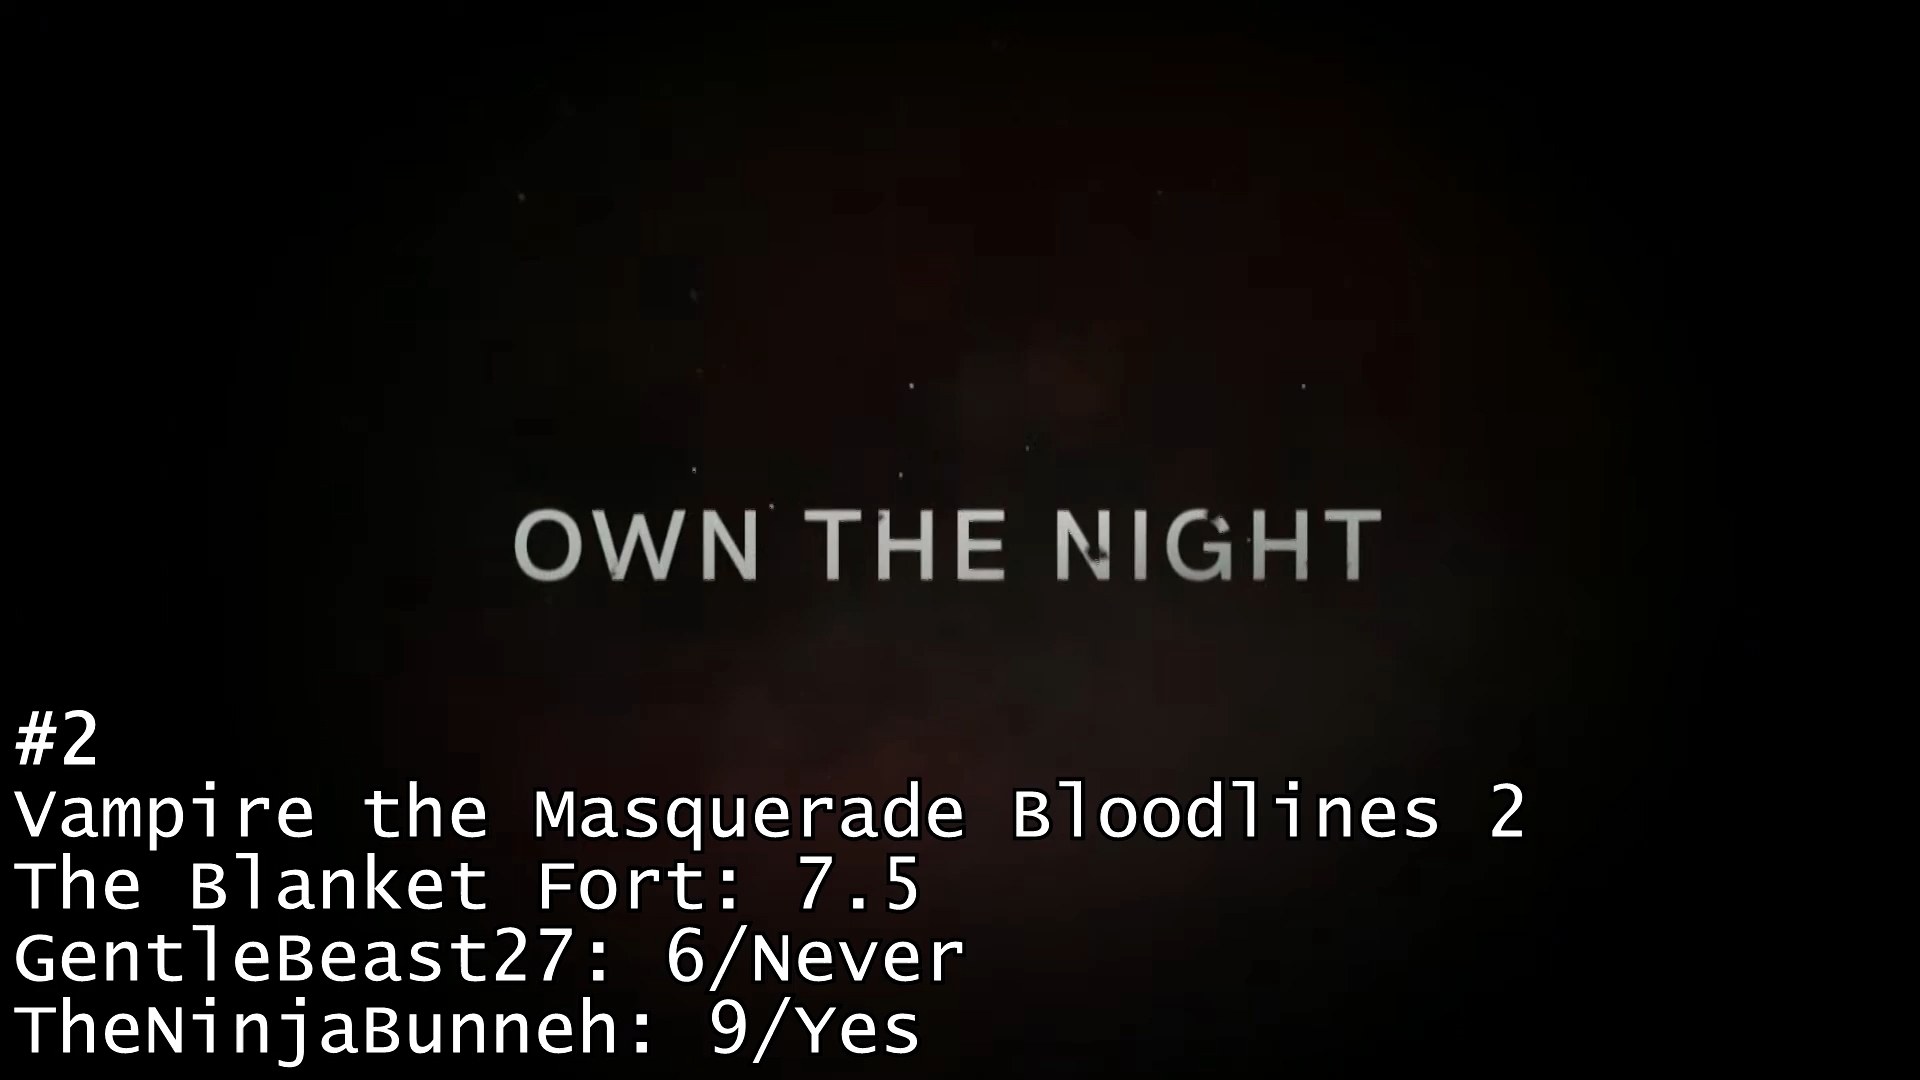 OWN THE NIGHT
#2
Vampire the Masquerade Bloodlines 2
The Blanket Fort: 7.5
GentleBeast27: 6/Never
TheNinjaBunneh: 9/Yes